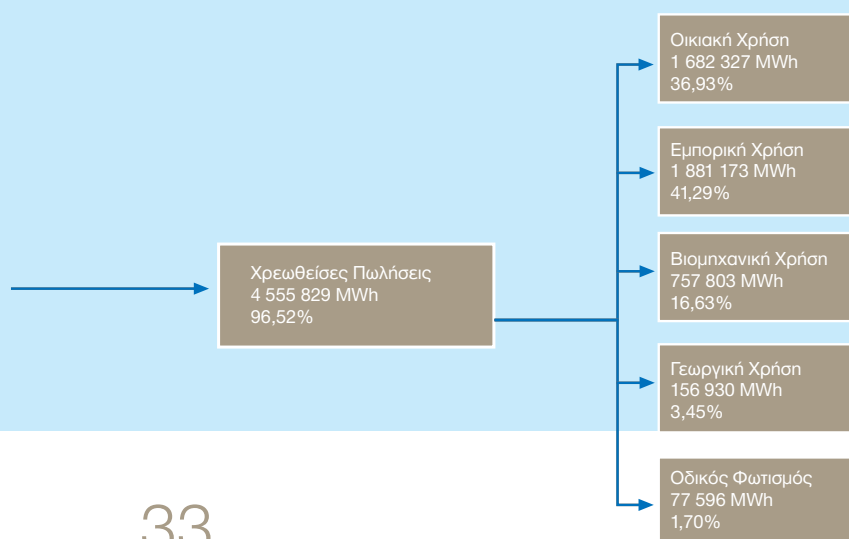 Οικιακή Χρήση
1 682 327 MWh
36,93%
Εμπορική Χρήση
1 881 173 MWh
41,29%
Χρεωθείσες Πωλήσεις
4 555 829 MWh
96,52%
Βιομηχανική Χρήση
757 803 MWh
16,63%
Γεωργική Χρήση
156 930 MWh
3,45%
Οδικός Φωτισμός
77 596 MWh
1,70%
33